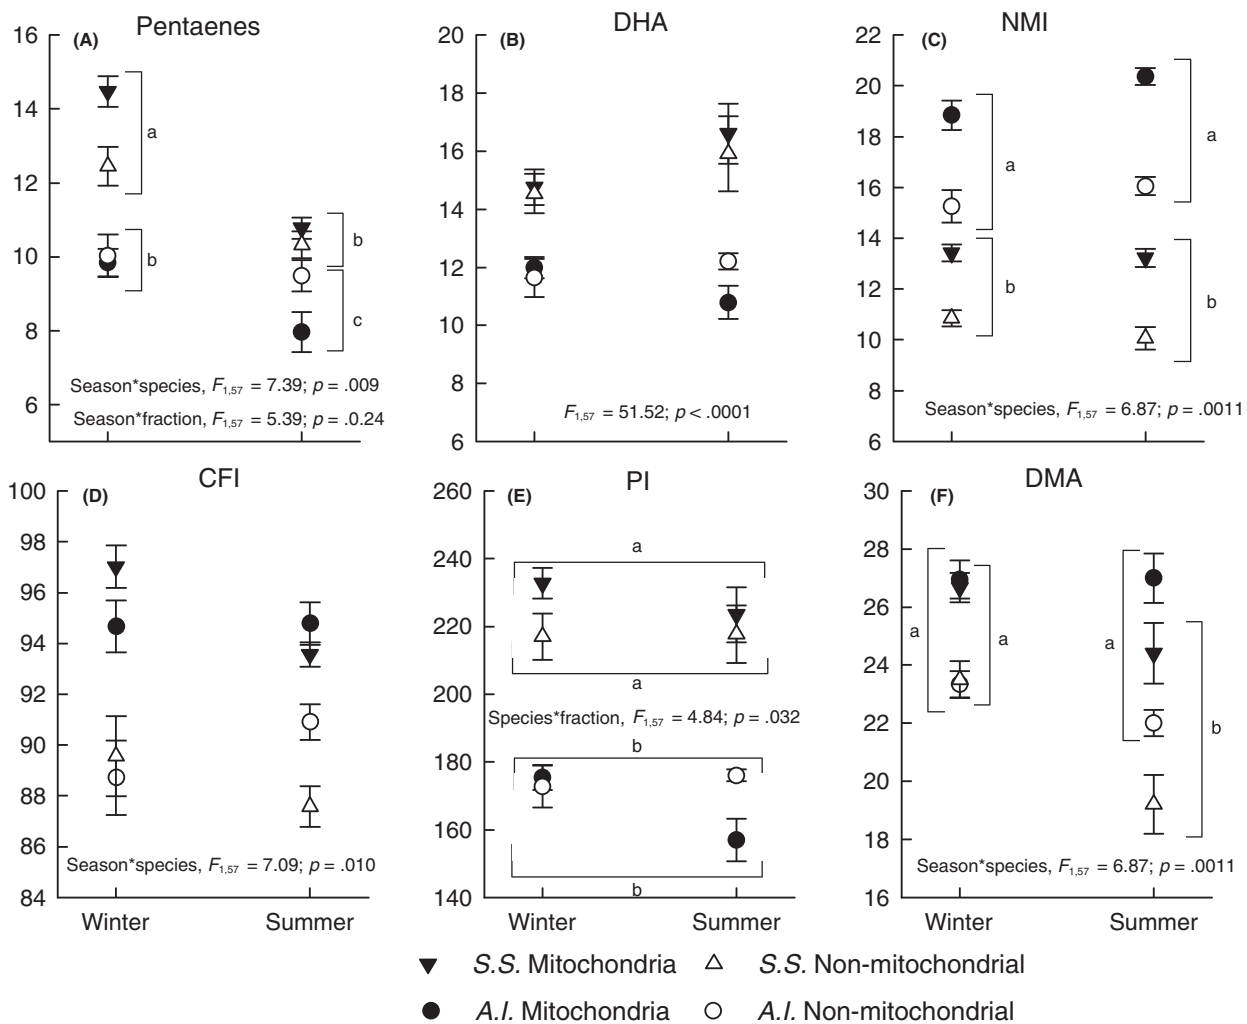 Pentaenes
(A)
16
14
12
10
8
6
a
b
b
c
Season*species, F1,57 = 7.39; p = .009
Season*fraction, F1,57 = 5.39; p = .0.24
DHA
(B)
20
18
16
14
12
10
8
6
F1,57 = 51.52; p < .0001
NMI
(C)
22
20
18
16
14
12
10
8
6
a
a
b
b
Season*species, F1,57 = 6.87; p = .0011
CFI
(D)
100
98
96
94
92
90
88
86
84
Season*species, F1,57 = 7.09; p = .010
Winter
Summer
PI
(E)
260
240
220
200
180
160
140
a
a
Species*fraction, F1,57 = 4.84; p = .032
b
b
Winter
Summer
DMA
(F)
30
28
26
24
22
20
18
16
a
a
a
b
Season*species, F1,57 = 6.87; p = .0011
Winter
Summer
S.S. Mitochondria
S.S. Non-mitochondrial
A.I. Mitochondria
A.I. Non-mitochondrial